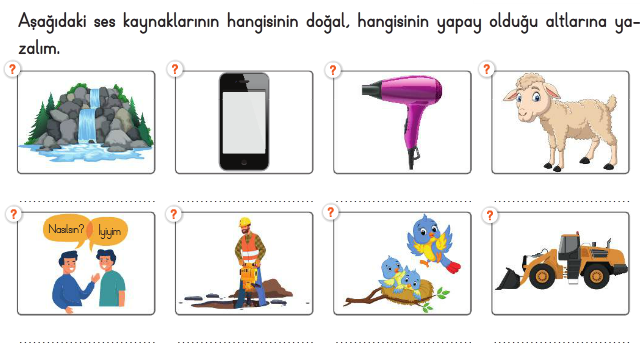 Aşağıdaki ses kaynaklarının hangisinin doğal, hangisinin yapay olduğu altlarına ya-
zalım.
? ? ? ?
........................................ ........................................ ........................................ ........................................
? ? ? ?
Nasılsın? İyiyim
........................................ ........................................ ........................................ ........................................